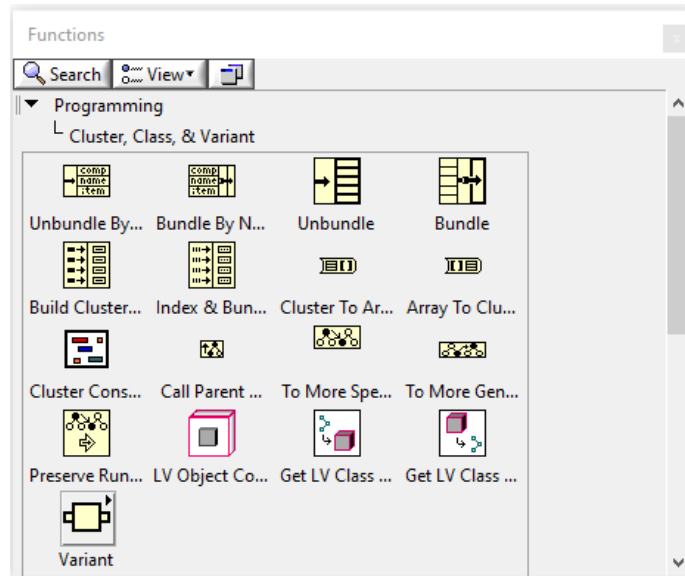 Functions
Search View
Programming
Cluster, Class, & Variant
comp name item comp name item
Unbundle By... Bundle By N... Unbundle Bundle
Build Cluster... Index & Bun... Cluster To Ar... Array To Clu...
Cluster Cons... Call Parent ... To More Spe... To More Gen...
Preserve Run... LV Object Co... Get LV Class ... Get LV Class ...
Variant